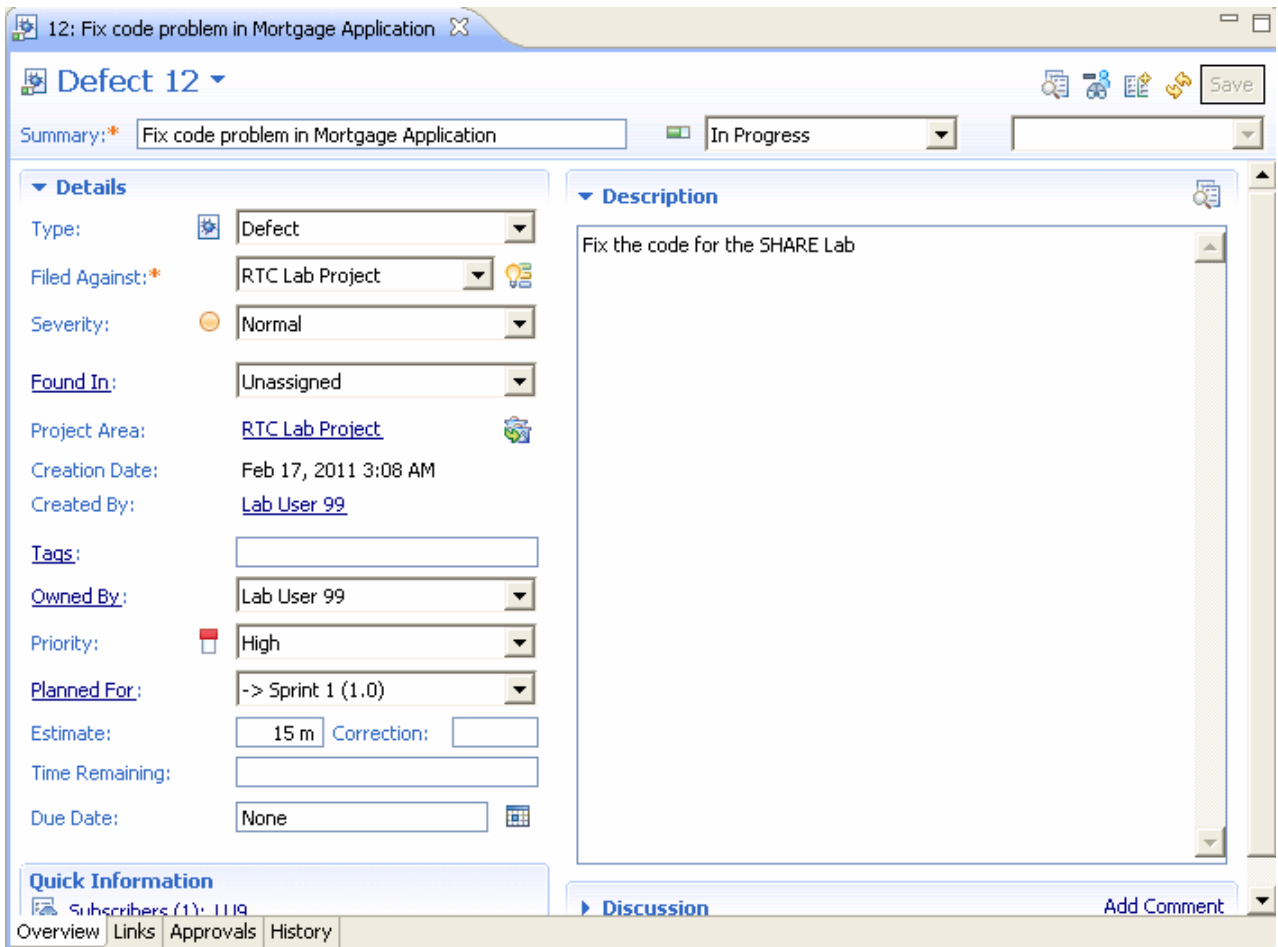 12: Fix code problem in Mortgage Application
Defect 12
Save
Summary:* Fix code problem in Mortgage Application In Progress
Details
Type: Defect
Filed Against:* RTC Lab Project
Severity: Normal
Found In: Unassigned
Project Area: RTC Lab Project
Creation Date: Feb 17, 2011 3:08 AM
Created By: Lab User 99
Tags:
Owned By: Lab User 99
Priority: High
Planned For: -> Sprint 1 (1.0)
Estimate: 15 m Correction:
Time Remaining:
Due Date: None
Quick Information
Subscribers (1):
Description
Fix the code for the SHARE Lab
Discussion Add Comment
Overview Links Approvals History